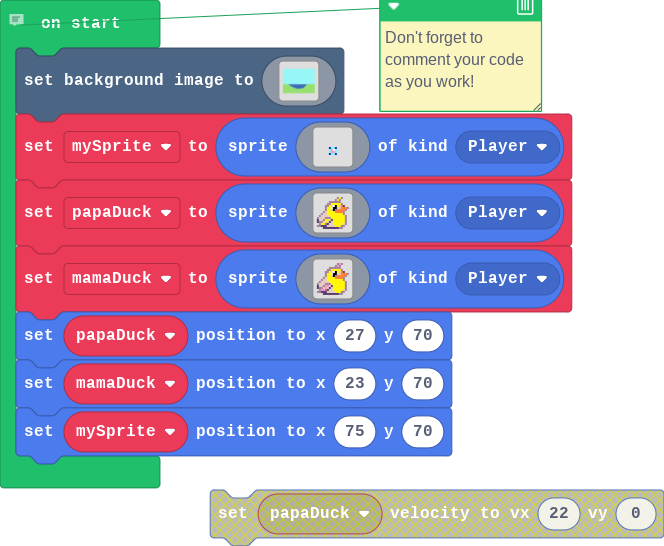 on start
Don't forget to
comment your code
as you work!
set background image to
set mySprite to sprite of kind Player
set papaDuck to sprite of kind Player
set mamaDuck to sprite of kind Player
set papaDuck position to x 27 y 70
set mamaDuck position to x 23 y 70
set mySprite position to x 75 y 70
set papaDuck velocity to vx 22 vy 0